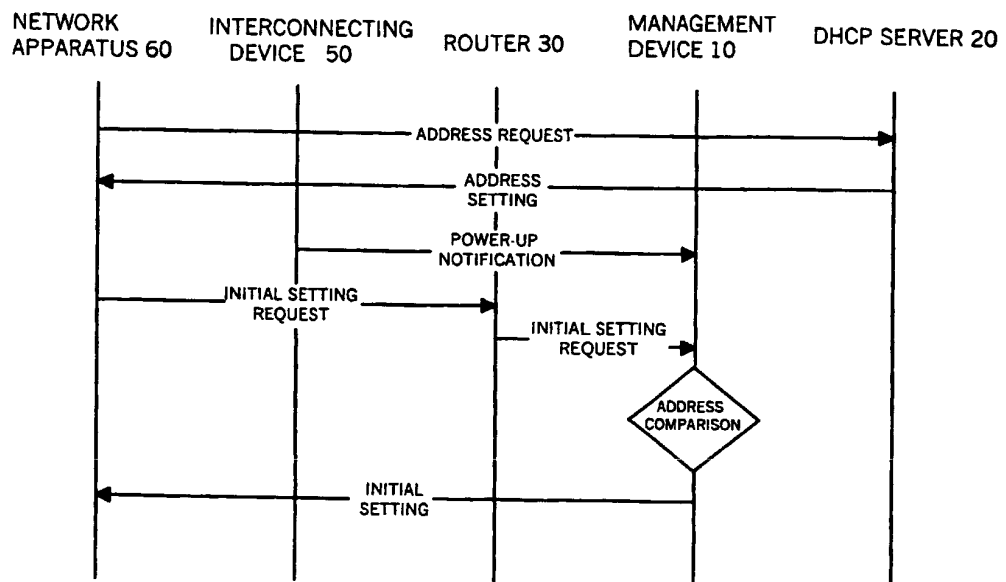 NETWORK
APPARATUS 60
INTERCONNECTING
DEVICE 50
ROUTER 30
MANAGEMENT
DEVICE 10
DHCP SERVER 20
ADDRESS REQUEST
ADDRESS
SETTING
POWER-UP
NOTIFICATION
INITIAL SETTING
REQUEST
INITIAL SETTING
REQUEST
ADDRESS
COMPARISON
INITIAL
SETTING